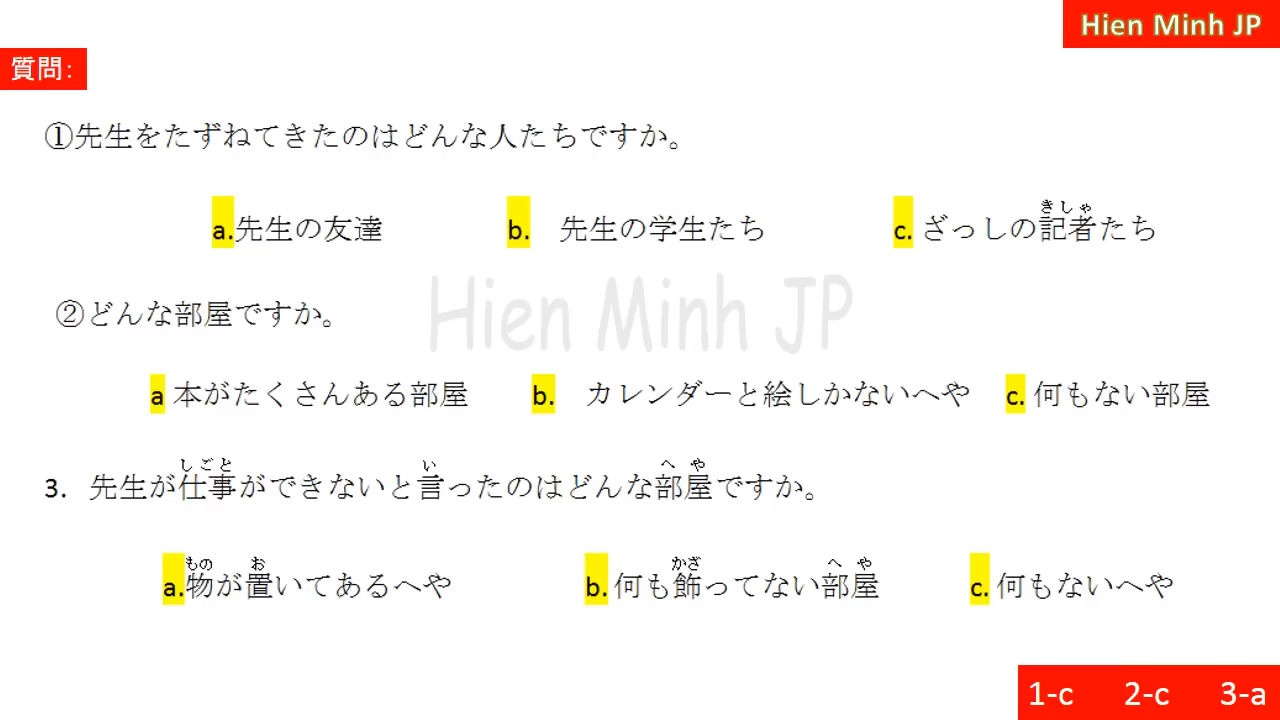 Hien Minh JP
質問:
①先生をたずねてきたのはどんな人たちですか。
a.先生の友達 b. 先生の学生たち c. ざっしの記者たち
きしゃ
Hien Minh JP
②どんな部屋ですか。
a 本がたくさんある部屋 b. カレンダーと絵しかないへや c. 何もない部屋
しごと い へや
3. 先生が仕事ができないと言ったのはどんな部屋ですか。
もの お かざ へや
a.物が置いてあるへや b. 何も飾ってない部屋 c. 何もないへや
1-c 2-c 3-a